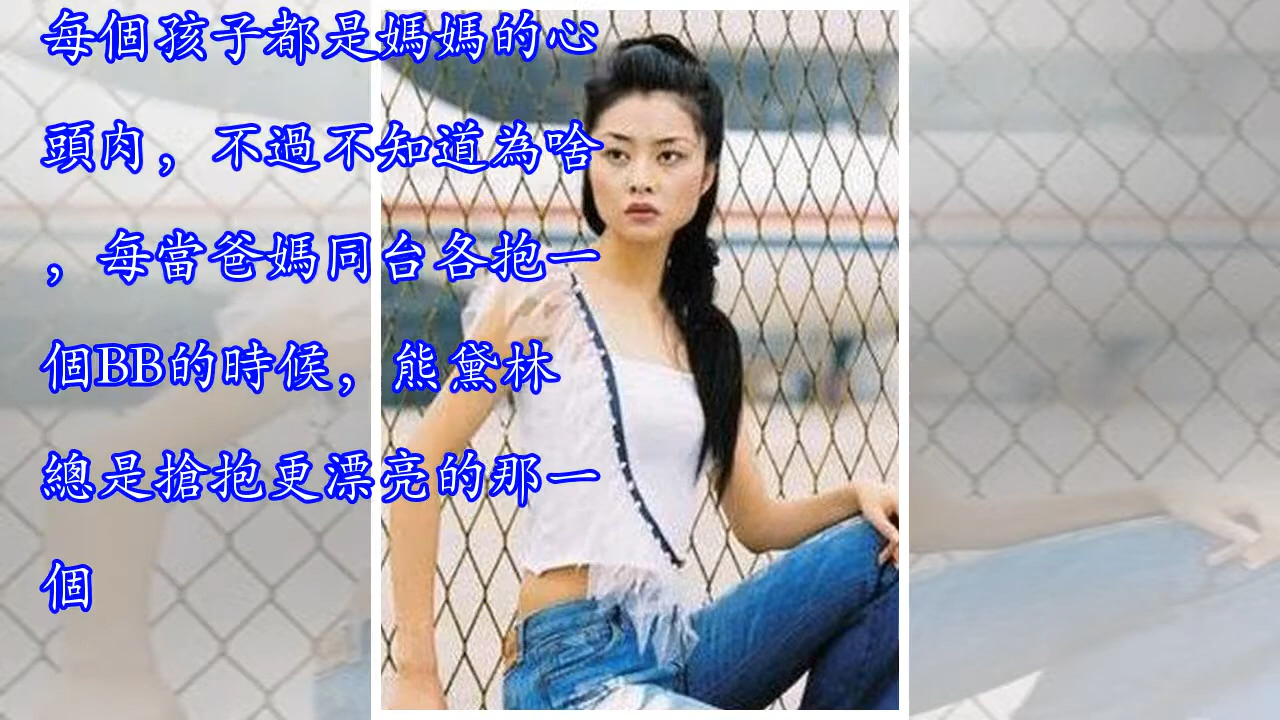 每個孩子都是媽媽的心
頭肉，不過不知道為啥
，每當爸媽同台各抱一
個BB的時候，熊黛林
總是搶抱更漂亮的那一
個